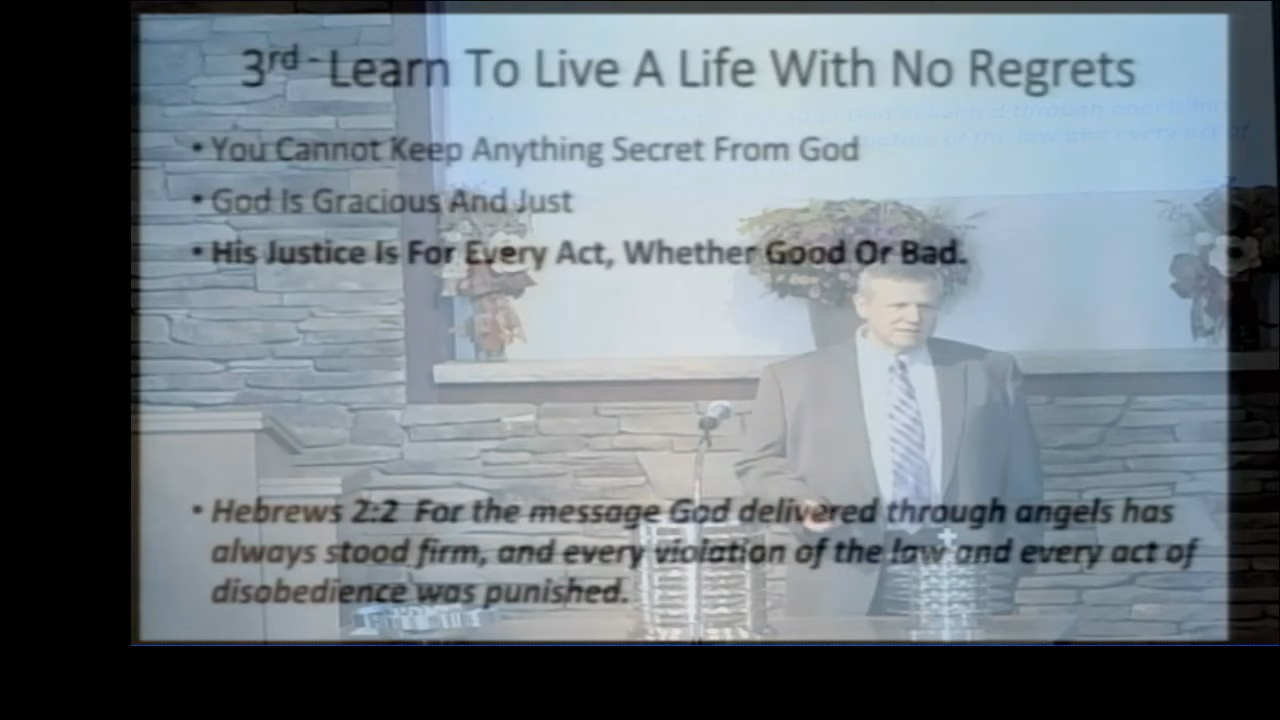 3rd - Learn To Live A Life With No Regrets
• You Cannot Keep Anything Secret From God
• God Is Gracious And Just
• His Justice Is For Every Act, Whether Good Or Bad.
• Hebrews 2:2 For the message God delivered through angels has
always stood firm, and every violation of the law and every act of
disobedience was punished.